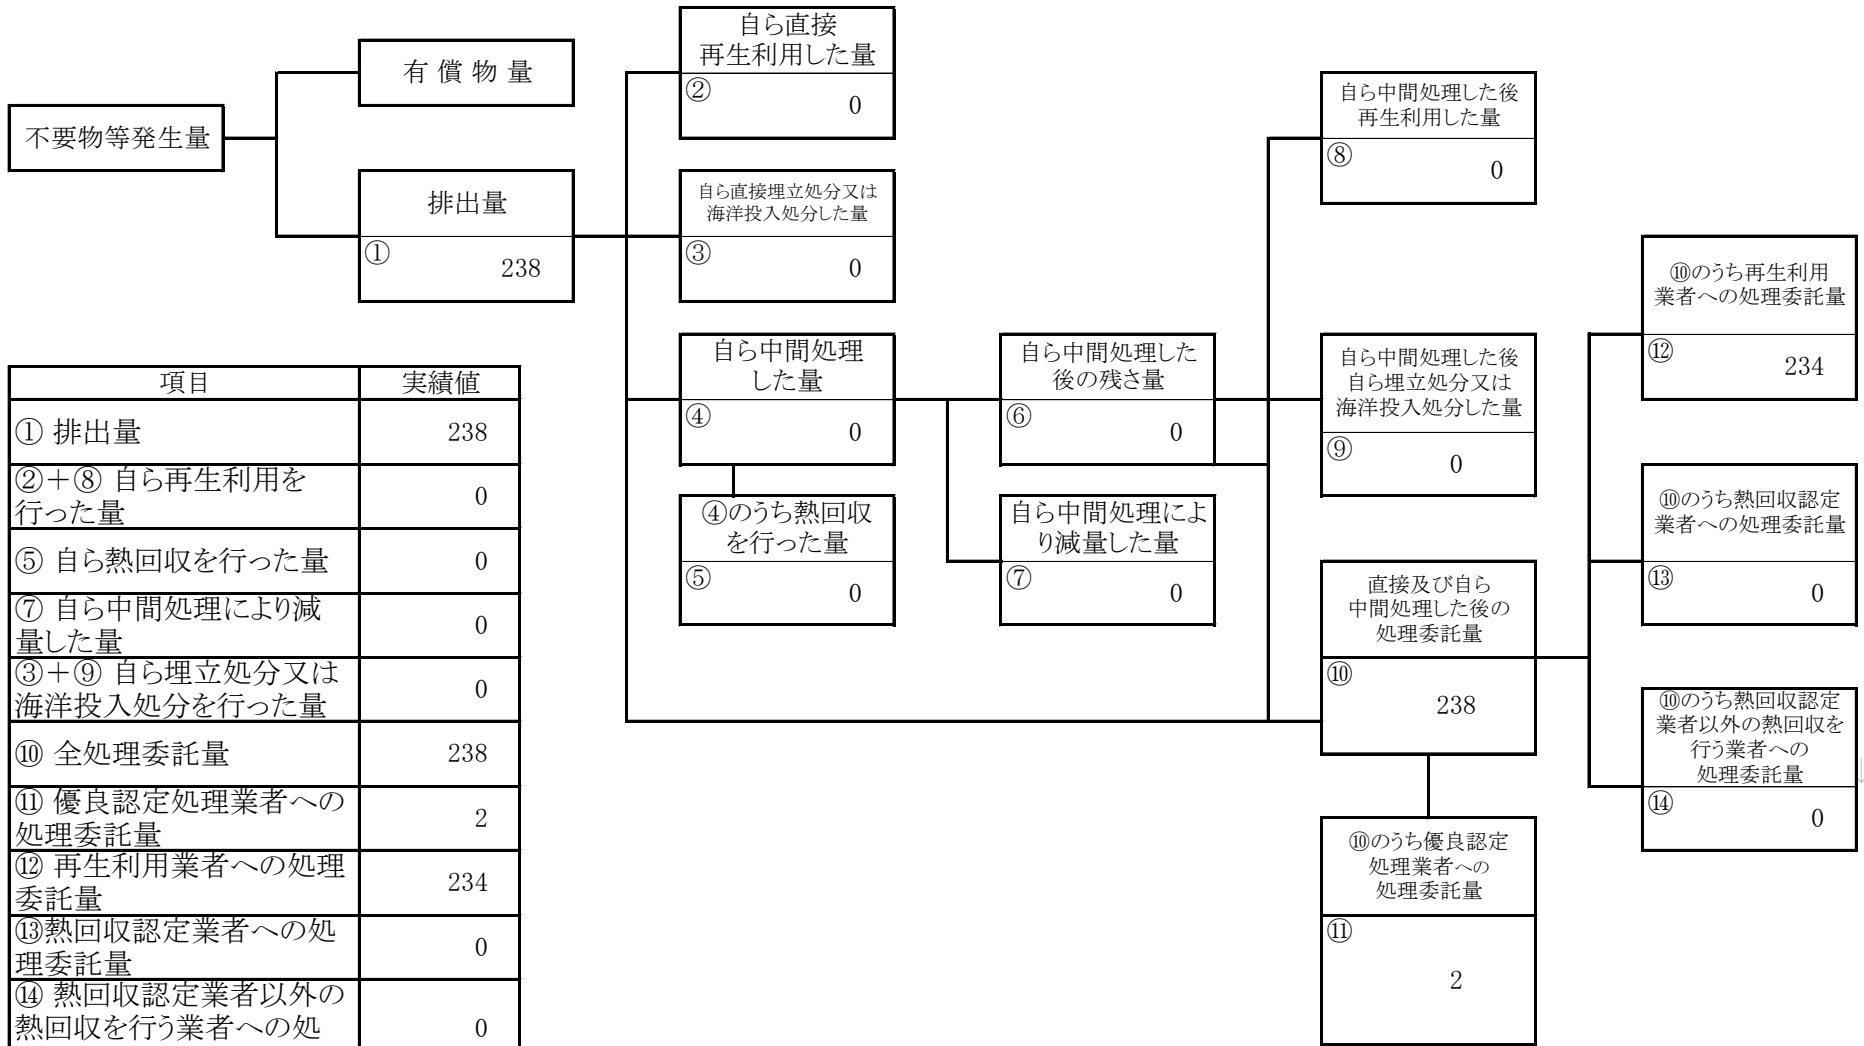 不要物等発生量
有 償 物 量
排出量
①
238
自ら直接
再生利用した量
②
0
自ら直接埋立処分又は
海洋投入処分した量
③
0
自ら中間処理
した量
④
0
④のうち熱回収
を行った量
⑤
0
自ら中間処理した
後の残さ量
⑥
0
自ら中間処理によ
り減量した量
⑦
0
自ら中間処理した後
再生利用した量
⑧
0
自ら中間処理した後
自ら埋立処分又は
海洋投入処分した量
⑨
0
直接及び自ら
中間処理した後の
処理委託量
⑩
238
⑩のうち優良認定
処理業者への
処理委託量
⑪
2
⑩のうち再生利用
業者への処理委託量
⑫
234
⑩のうち熱回収認定
業者への処理委託量
⑬
0
⑩のうち熱回収認定
業者以外の熱回収を
行う業者への
処理委託量
⑭
0
項目 実績値
① 排出量 238
②+⑧ 自ら再生利用を
行った量 0
⑤ 自ら熱回収を行った量 0
⑦ 自ら中間処理により減
量した量 0
③+⑨ 自ら埋立処分又は
海洋投入処分を行った量 0
⑩ 全処理委託量 238
⑪ 優良認定処理業者への
処理委託量 2
⑫ 再生利用業者への処理
委託量 234
⑬熱回収認定業者への処
理委託量 0
⑭ 熱回収認定業者以外の
熱回収を行う業者への処 0